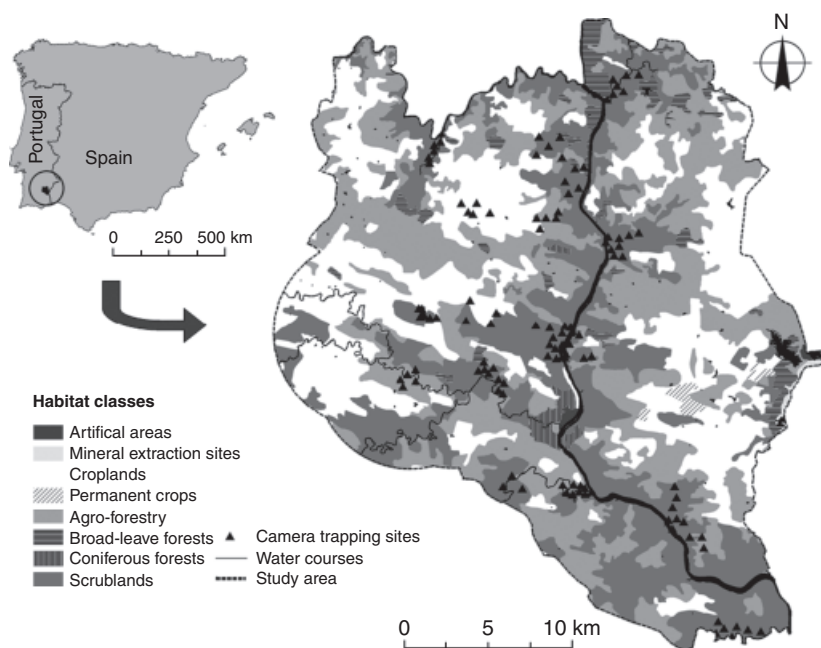 N
Portugal
Spain
0 250 500 km
Habitat classes
Artifical areas
Mineral extraction sites
Croplands
Permanent crops
Agro-forestry
Broad-leave forests
Coniferous forests
Scrublands
Camera trapping sites
Water courses
Study area
0 5 10 km